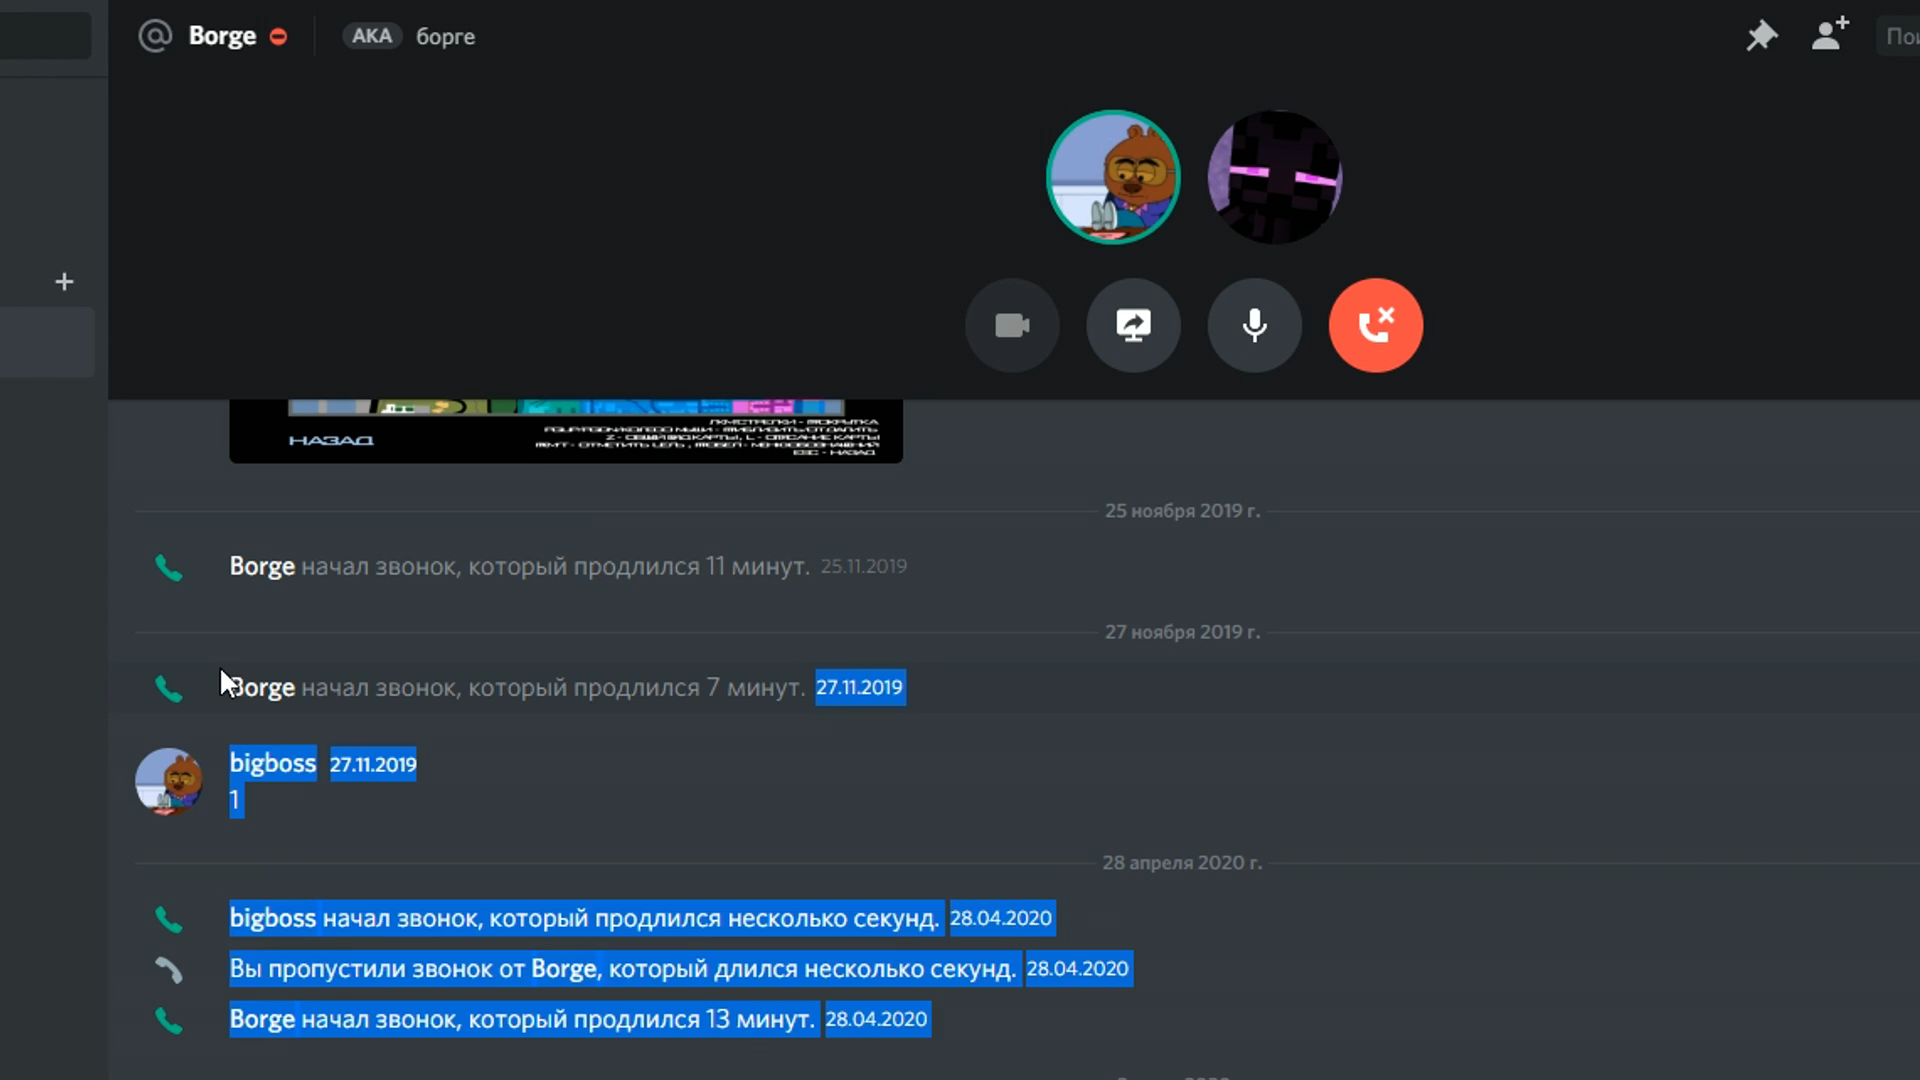 Borge AKA борге
НАЗАД
ESC - НАЗАД
25 ноября 2019 г.
Borge начал звонок, который продлился 11 минут. 25.11.2019
27 ноября 2019 г.
Borge начал звонок, который продлился 7 минут. 27.11.2019
bigboss 27.11.2019
1
28 апреля 2020 г.
bigboss начал звонок, который продлился несколько секунд. 28.04.2020
Вы пропустили звонок от Borge, который длился несколько секунд. 28.04.2020
Borge начал звонок, который продлился 13 минут. 28.04.2020